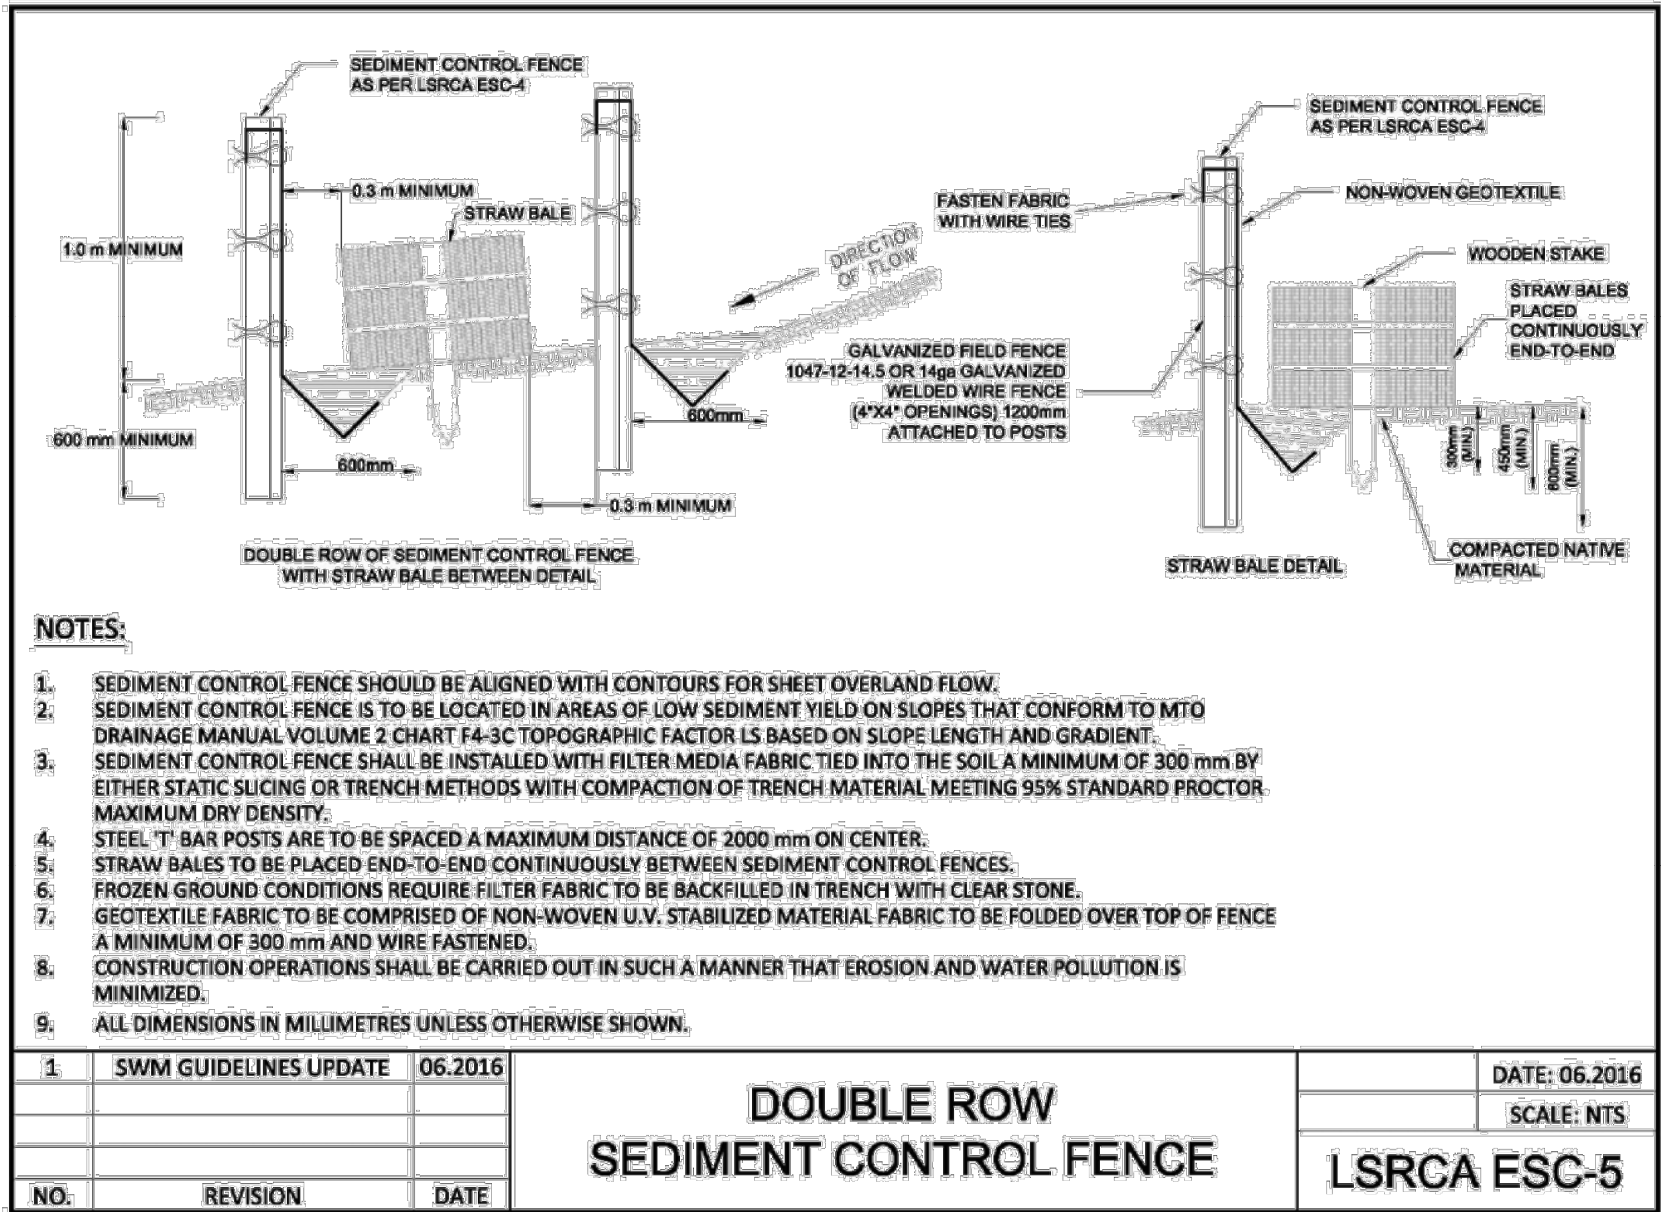 SEDIMENT CONTROL FENCE
AS PER LSRCA ESC-4
0.3 m MINIMUM
STRAW BALE
1.0 m MINIMUM
600 mm MINIMUM
600mm
DIRECTION
OF FLOW
600mm
0.3 m MINIMUM
DOUBLE ROW OF SEDIMENT CONTROL FENCE
WITH STRAW BALE BETWEEN DETAIL
SEDIMENT CONTROL FENCE
AS PER LSRCA ESC-4
FASTEN FABRIC
WITH WIRE TIES
NON-WOVEN GEOTEXTILE
WOODEN STAKE
STRAW BALES
PLACED
CONTINUOUSLY
END-TO-END
GALVANIZED FIELD FENCE
1047-12-14.5 OR 14ga GALVANIZED
WELDED WIRE FENCE
(4"X4" OPENINGS) 1200mm
ATTACHED TO POSTS
300mm
(MIN.)
450mm
(MIN.)
600mm
(MIN.)
COMPACTED NATIVE
MATERIAL
STRAW BALE DETAIL
NOTES:
1. SEDIMENT CONTROL FENCE SHOULD BE ALIGNED WITH CONTOURS FOR SHEET OVERLAND FLOW.
2. SEDIMENT CONTROL FENCE IS TO BE LOCATED IN AREAS OF LOW SEDIMENT YIELD ON SLOPES THAT CONFORM TO MTO
DRAINAGE MANUAL VOLUME 2 CHART F4-3C TOPOGRAPHIC FACTOR LS BASED ON SLOPE LENGTH AND GRADIENT.
3. SEDIMENT CONTROL FENCE SHALL BE INSTALLED WITH FILTER MEDIA FABRIC TIED INTO THE SOIL A MINIMUM OF 300 mm BY
EITHER STATIC SLICING OR TRENCH METHODS WITH COMPACTION OF TRENCH MATERIAL MEETING 95% STANDARD PROCTOR
MAXIMUM DRY DENSITY.
4. STEEL 'T' BAR POSTS ARE TO BE SPACED A MAXIMUM DISTANCE OF 2000 mm ON CENTER.
5. STRAW BALES TO BE PLACED END-TO-END CONTINUOUSLY BETWEEN SEDIMENT CONTROL FENCES.
6. FROZEN GROUND CONDITIONS REQUIRE FILTER FABRIC TO BE BACKFILLED IN TRENCH WITH CLEAR STONE.
7. GEOTEXTILE FABRIC TO BE COMPRISED OF NON-WOVEN U.V. STABILIZED MATERIAL FABRIC TO BE FOLDED OVER TOP OF FENCE
A MINIMUM OF 300 mm AND WIRE FASTENED.
8. CONSTRUCTION OPERATIONS SHALL BE CARRIED OUT IN SUCH A MANNER THAT EROSION AND WATER POLLUTION IS
MINIMIZED.
9. ALL DIMENSIONS IN MILLIMETRES UNLESS OTHERWISE SHOWN.
1 SWM GUIDELINES UPDATE 06.2016
NO. REVISION DATE
DOUBLE ROW
SEDIMENT CONTROL FENCE
DATE: 06.2016
SCALE: NTS
LSRCA ESC-5